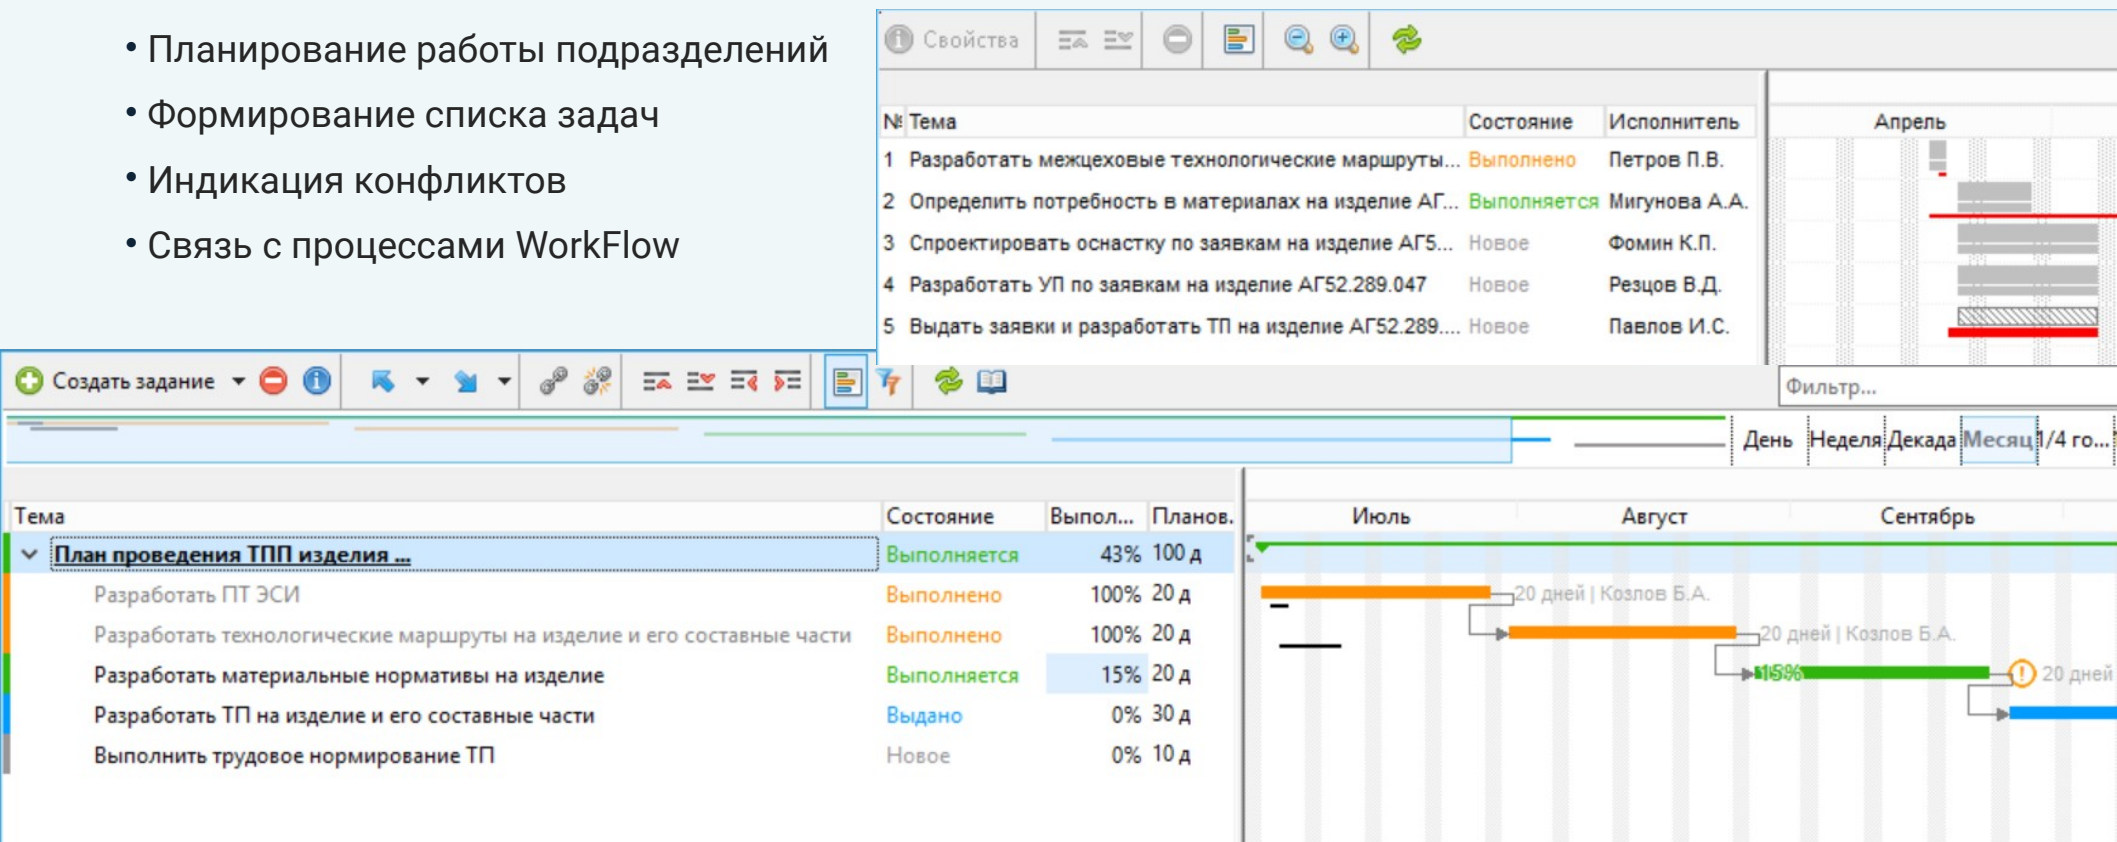 • Планирование работы подразделений
• Формирование списка задач
• Индикация конфликтов
• Связь с процессами WorkFlow
Свойства
№ Тема Состояние Исполнитель Апрель
1 Разработать межцеховые технологические маршруты... Выполнено Петров П.В.
2 Определить потребность в материалах на изделие АГ... Выполняется Мигунова А.А.
3 Спроектировать оснастку по заявкам на изделие АГ5... Новое Фомин К.П.
4 Разработать УП по заявкам на изделие АГ52.289.047 Новое Резцов В.Д.
5 Выдать заявки и разработать ТП на изделие АГ52.289.... Новое Павлов И.С.
Создать задание Фильтр...
День Неделя Декада Месяц 1/4 го...
Тема Состояние Выпол... Планов. Июль Август Сентябрь
План проведения ТПП изделия ... Выполняется 43% 100 д
Разработать ПТ ЭСИ Выполнено 100% 20 д 20 дней | Козлов Б.А.
Разработать технологические маршруты на изделие и его составные части Выполнено 100% 20 д 20 дней | Козлов Б.А.
Разработать материальные нормативы на изделие Выполняется 15% 20 д 15% 20 дней
Разработать ТП на изделие и его составные части Выдано 0% 30 д
Выполнить трудовое нормирование ТП Новое 0% 10 д